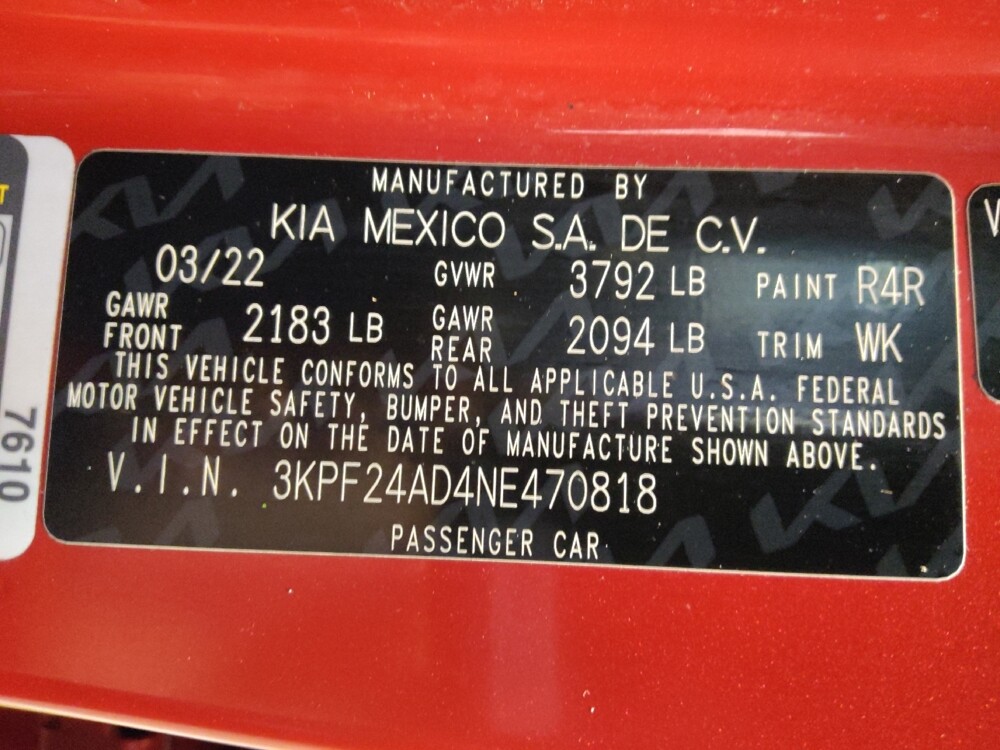 MANUFACTURED BY
KIA MEXICO S.A. DE C.V.
03/22 GVWR 3792 LB PAINT R4R
GAWR FRONT 2183 LB GAWR REAR 2094 LB TRIM WK
THIS VEHICLE CONFORMS TO ALL APPLICABLE U.S.A. FEDERAL
MOTOR VEHICLE SAFETY, BUMPER, AND THEFT PREVENTION STANDARDS
IN EFFECT ON THE DATE OF MANUFACTURE SHOWN ABOVE.
V.I.N. 3KPF24AD4NE470818
PASSENGER CAR
7610